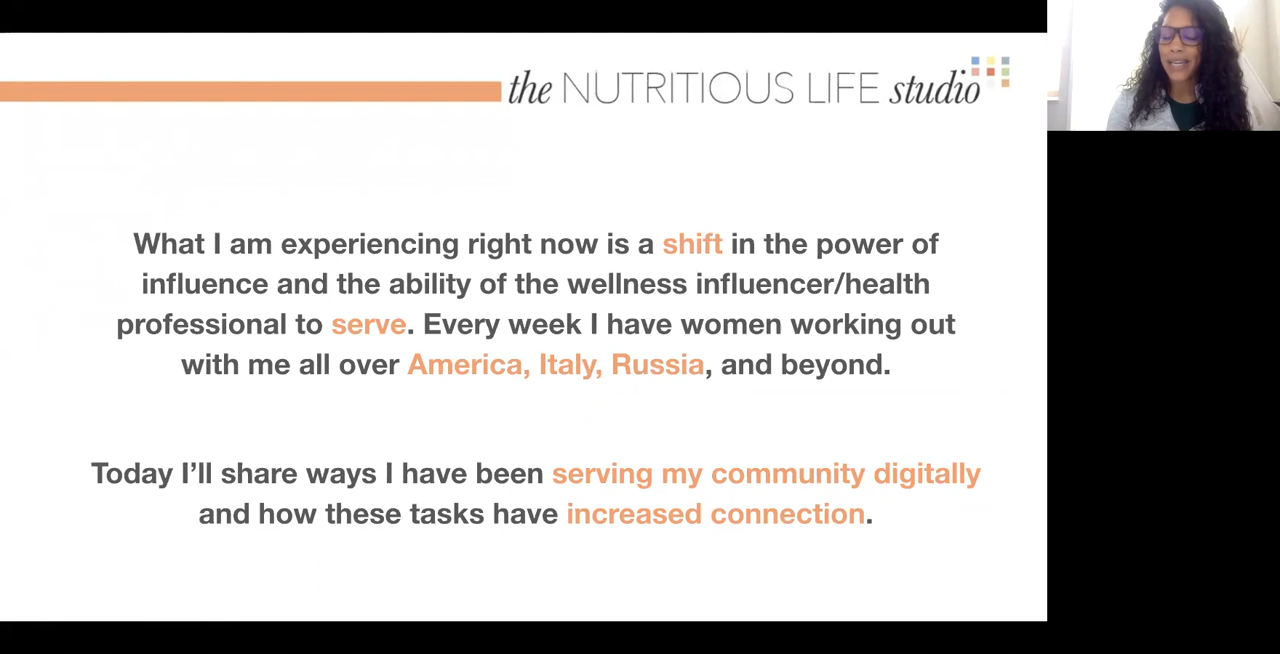 the NUTRITIOUS LIFE studio
What I am experiencing right now is a shift in the power of
influence and the ability of the wellness influencer/health
professional to serve. Every week I have women working out
with me all over America, Italy, Russia, and beyond.
Today I’ll share ways I have been serving my community digitally
and how these tasks have increased connection.